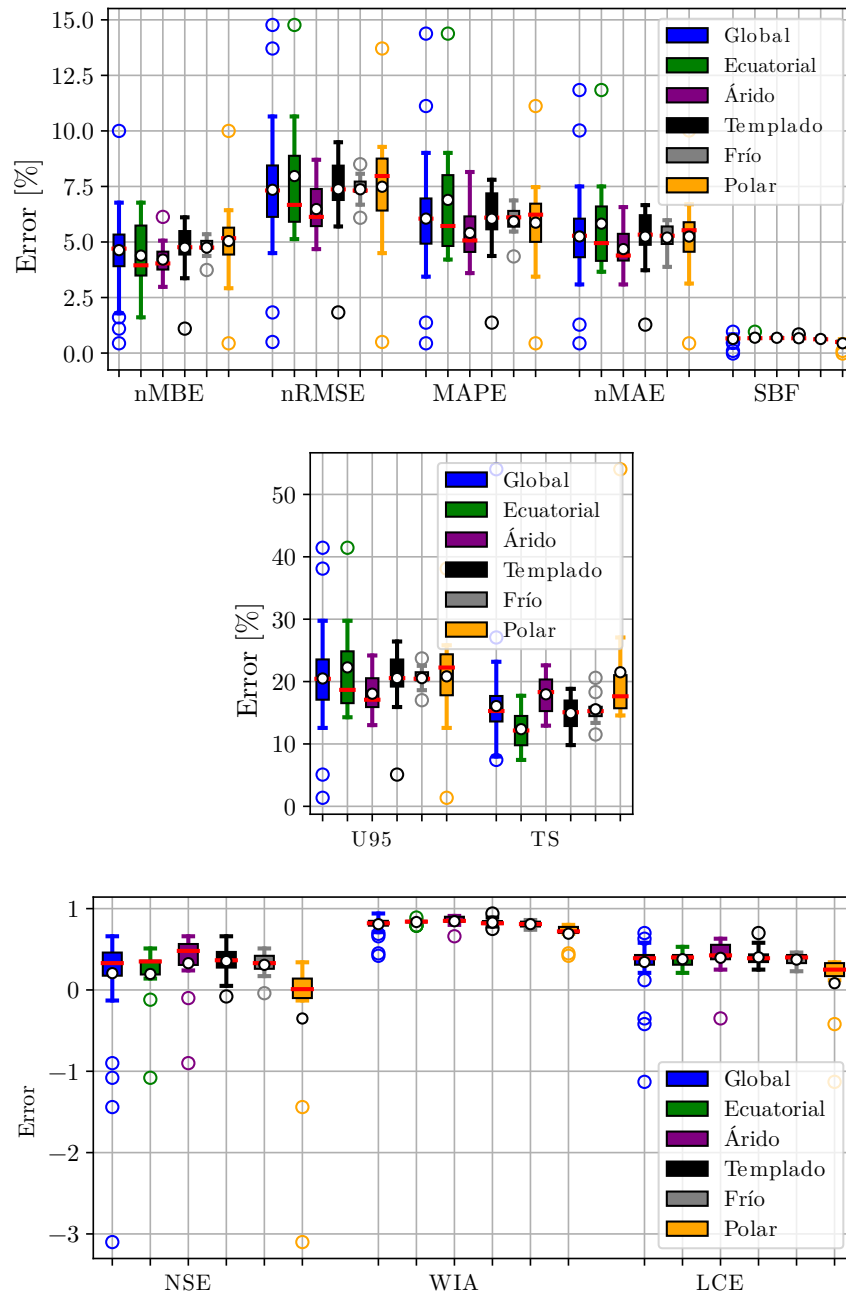 15.0
12.5
10.0
7.5
5.0
2.5
0.0
Error [%]
Global
Ecuatorial
Árido
Templado
Frío
Polar
nMBE nRMSE MAPE nMAE SBF
50
40
30
20
10
0
Error [%]
Global
Ecuatorial
Árido
Templado
Frío
Polar
U95 TS
1
0
−1
−2
−3
Error
Global
Ecuatorial
Árido
Templado
Frío
Polar
NSE WIA LCE